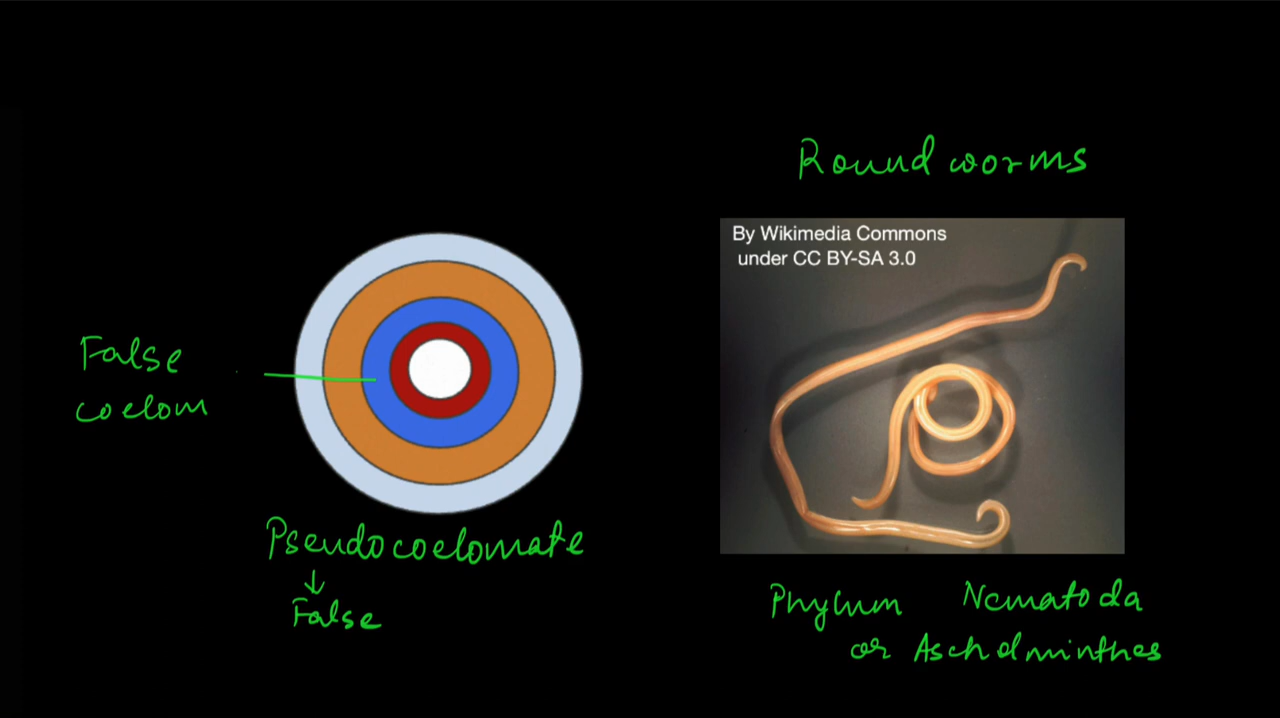 Round worms
By Wikimedia Commons
under CC BY-SA 3.0
False
coelom
Pseudocoelomate
↓
False
Phylum Nematoda
or Aschelminthes